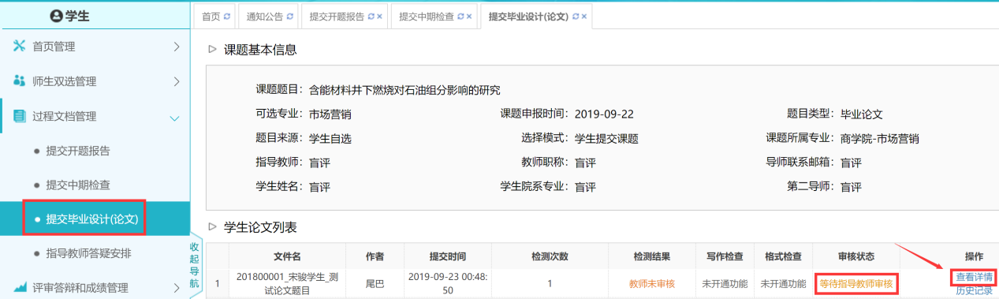 学生
首页
通知公告
提交开题报告
提交中期检查
提交毕业设计(论文)
首页管理
师生双选管理
过程文档管理
提交开题报告
提交中期检查
提交毕业设计(论文)
指导教师答疑安排
评审答辩和成绩管理
收起导航
课题基本信息
课题题目： 含能材料井下燃烧对石油组分影响的研究
可选专业： 市场营销 课题申报时间： 2019-09-22 题目类型： 毕业论文
题目来源： 学生自选 选择模式： 学生提交课题 课题所属专业： 商学院-市场营销
指导教师： 盲评 教师职称： 盲评 导师联系邮箱： 盲评
学生姓名： 盲评 学生院系专业： 盲评 第二导师： 盲评
学生论文列表
文件名 作者 提交时间 检测次数 检测结果 写作检查 格式检查 审核状态 操作
1 201800001_宋骏学生_测 尾巴 2019-09-23 00:48: 1 教师未审核 未开通功能 未开通功能 等待指导教师审核 查看详情
试论文题目 50 历史记录